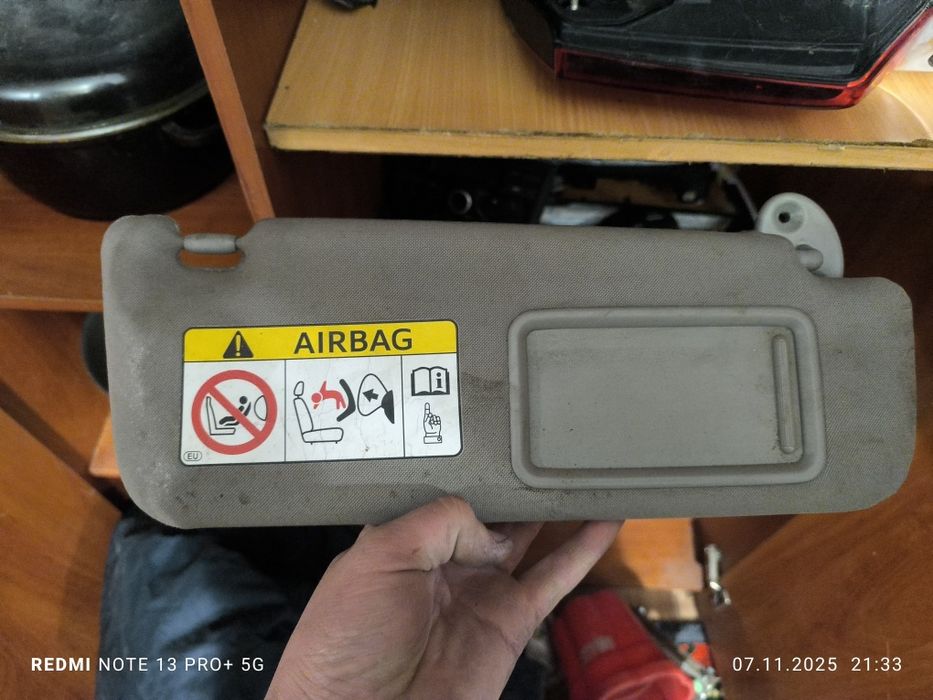 AIRBAG
EU
REDMI NOTE 13 PRO+ 5G
07.11.2025 21:33